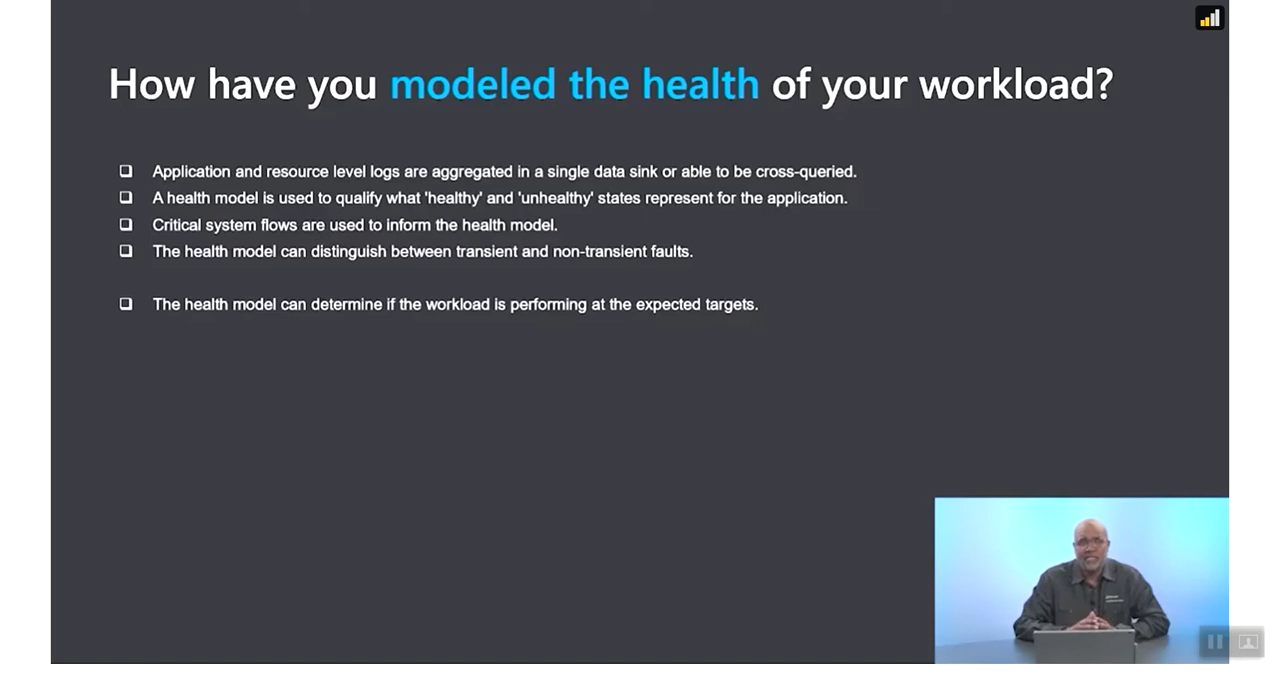 How have you modeled the health of your workload?
Application and resource level logs are aggregated in a single data sink or able to be cross-queried.
A health model is used to qualify what 'healthy' and 'unhealthy' states represent for the application.
Critical system flows are used to inform the health model.
The health model can distinguish between transient and non-transient faults.
The health model can determine if the workload is performing at the expected targets.